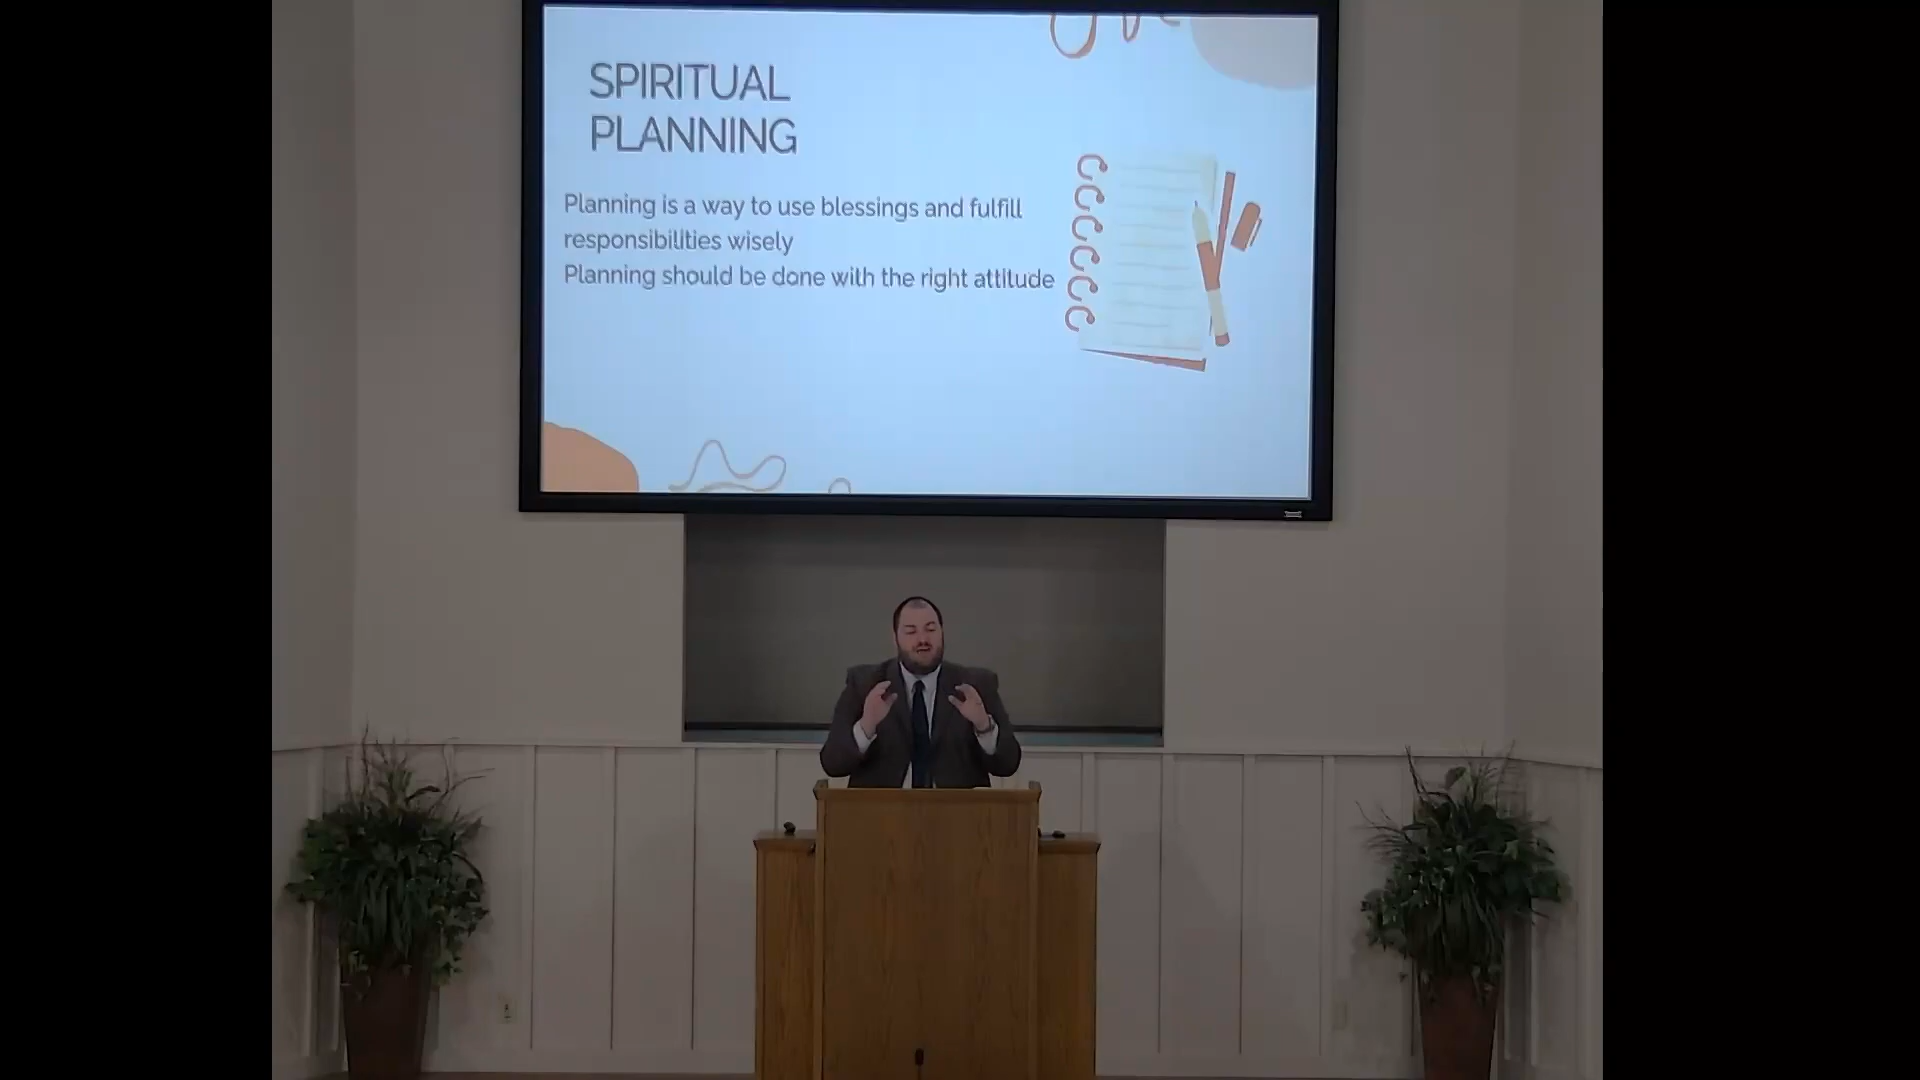 SPIRITUAL
PLANNING
Planning is a way to use blessings and fulfill
responsibilities wisely
Planning should be done with the right attitude